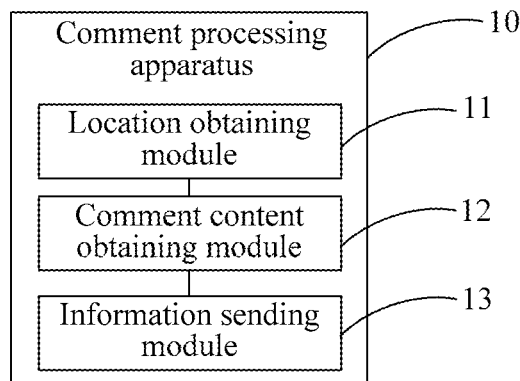 Comment processing
apparatus
10
Location obtaining
module
11
Comment content
obtaining module
12
Information sending
module
13